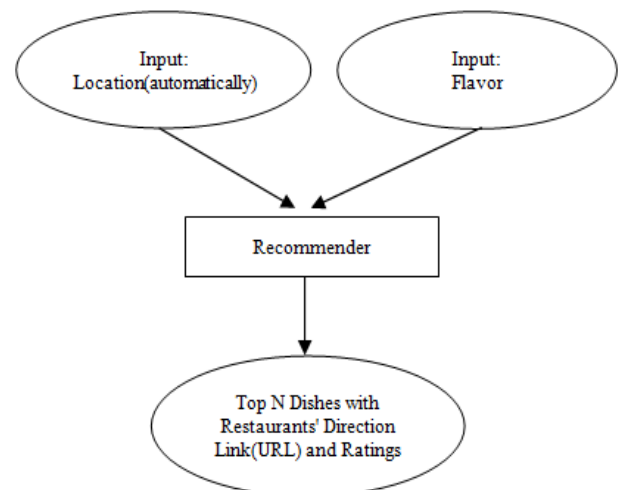 Input:
Location(automatically)
Input:
Flavor
Recommender
Top N Dishes with
Restaurants' Direction
Link(URL) and Ratings